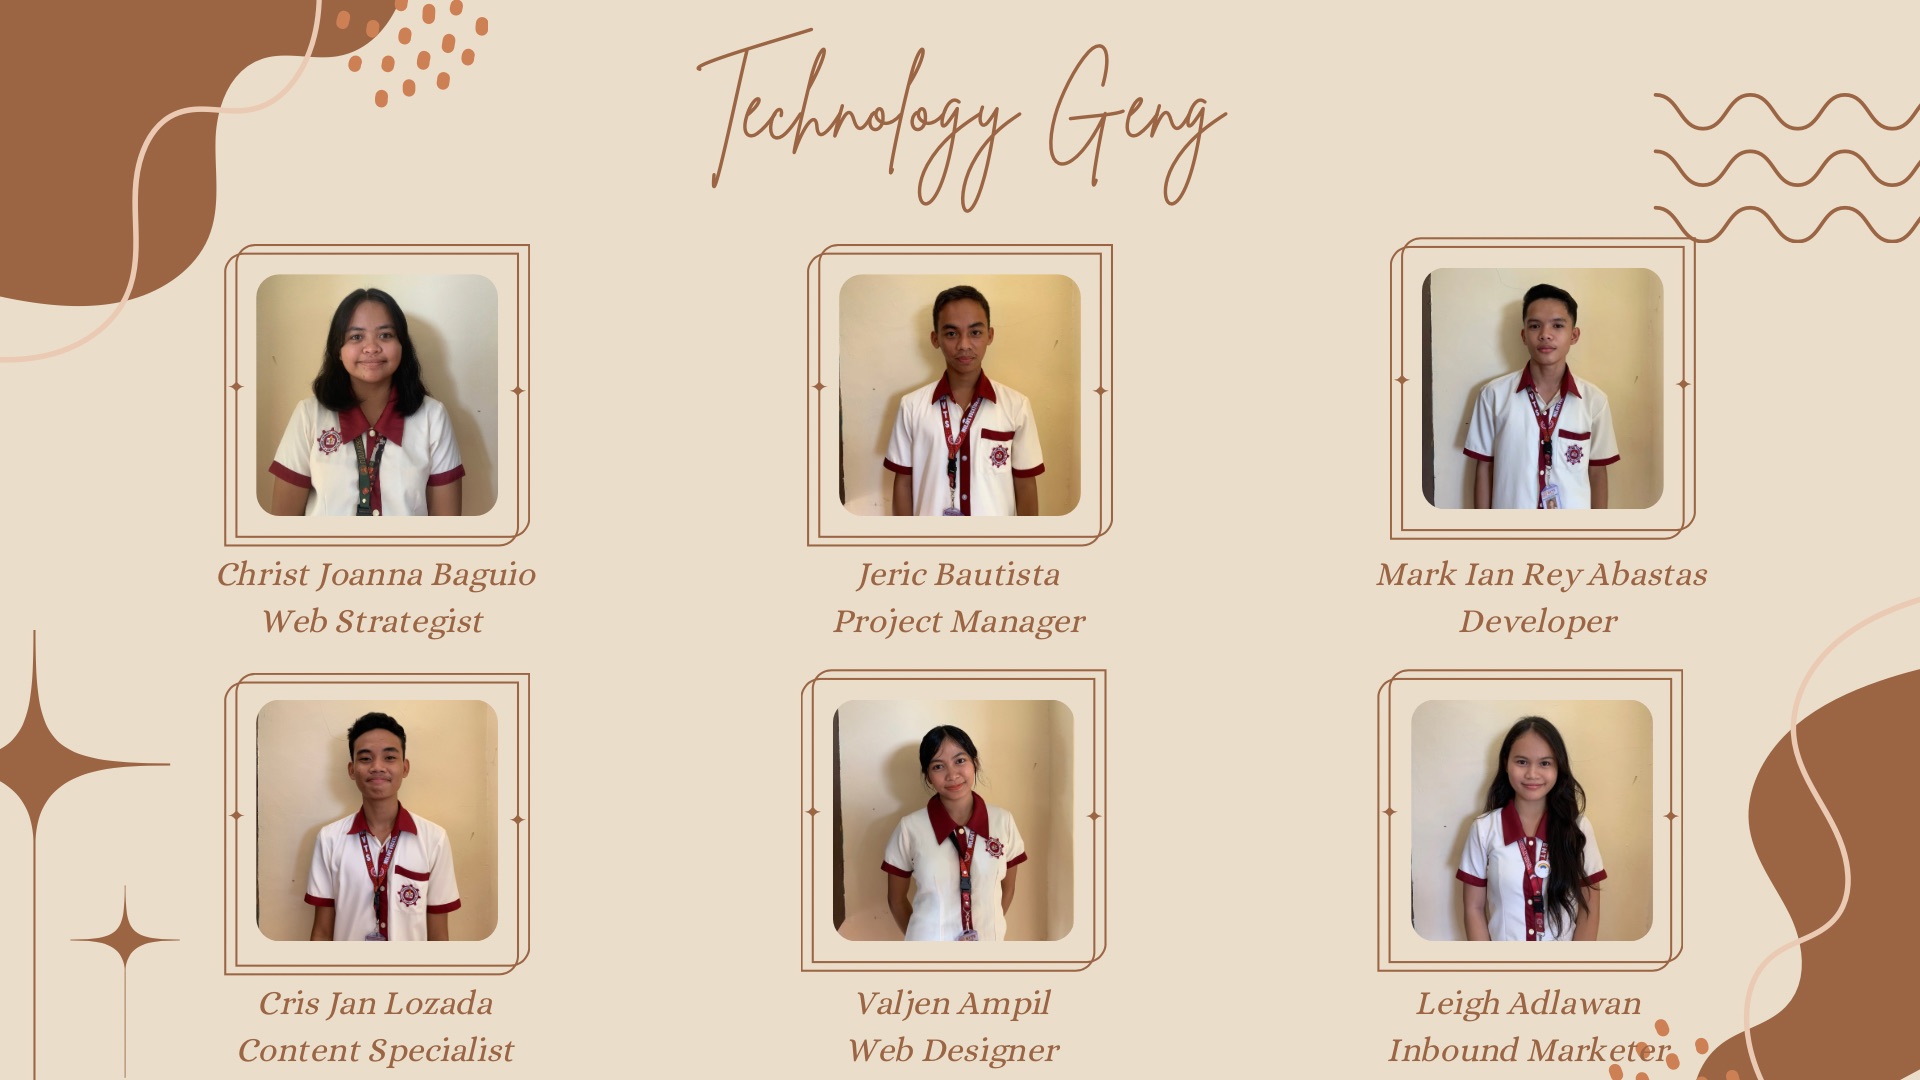 Technology Geng
Christ Joanna Baguio
Web Strategist
Jeric Bautista
Project Manager
Mark Ian Rey Abastas
Developer
Cris Jan Lozada
Content Specialist
Valjen Ampil
Web Designer
Leigh Adlawan
Inbound Marketer